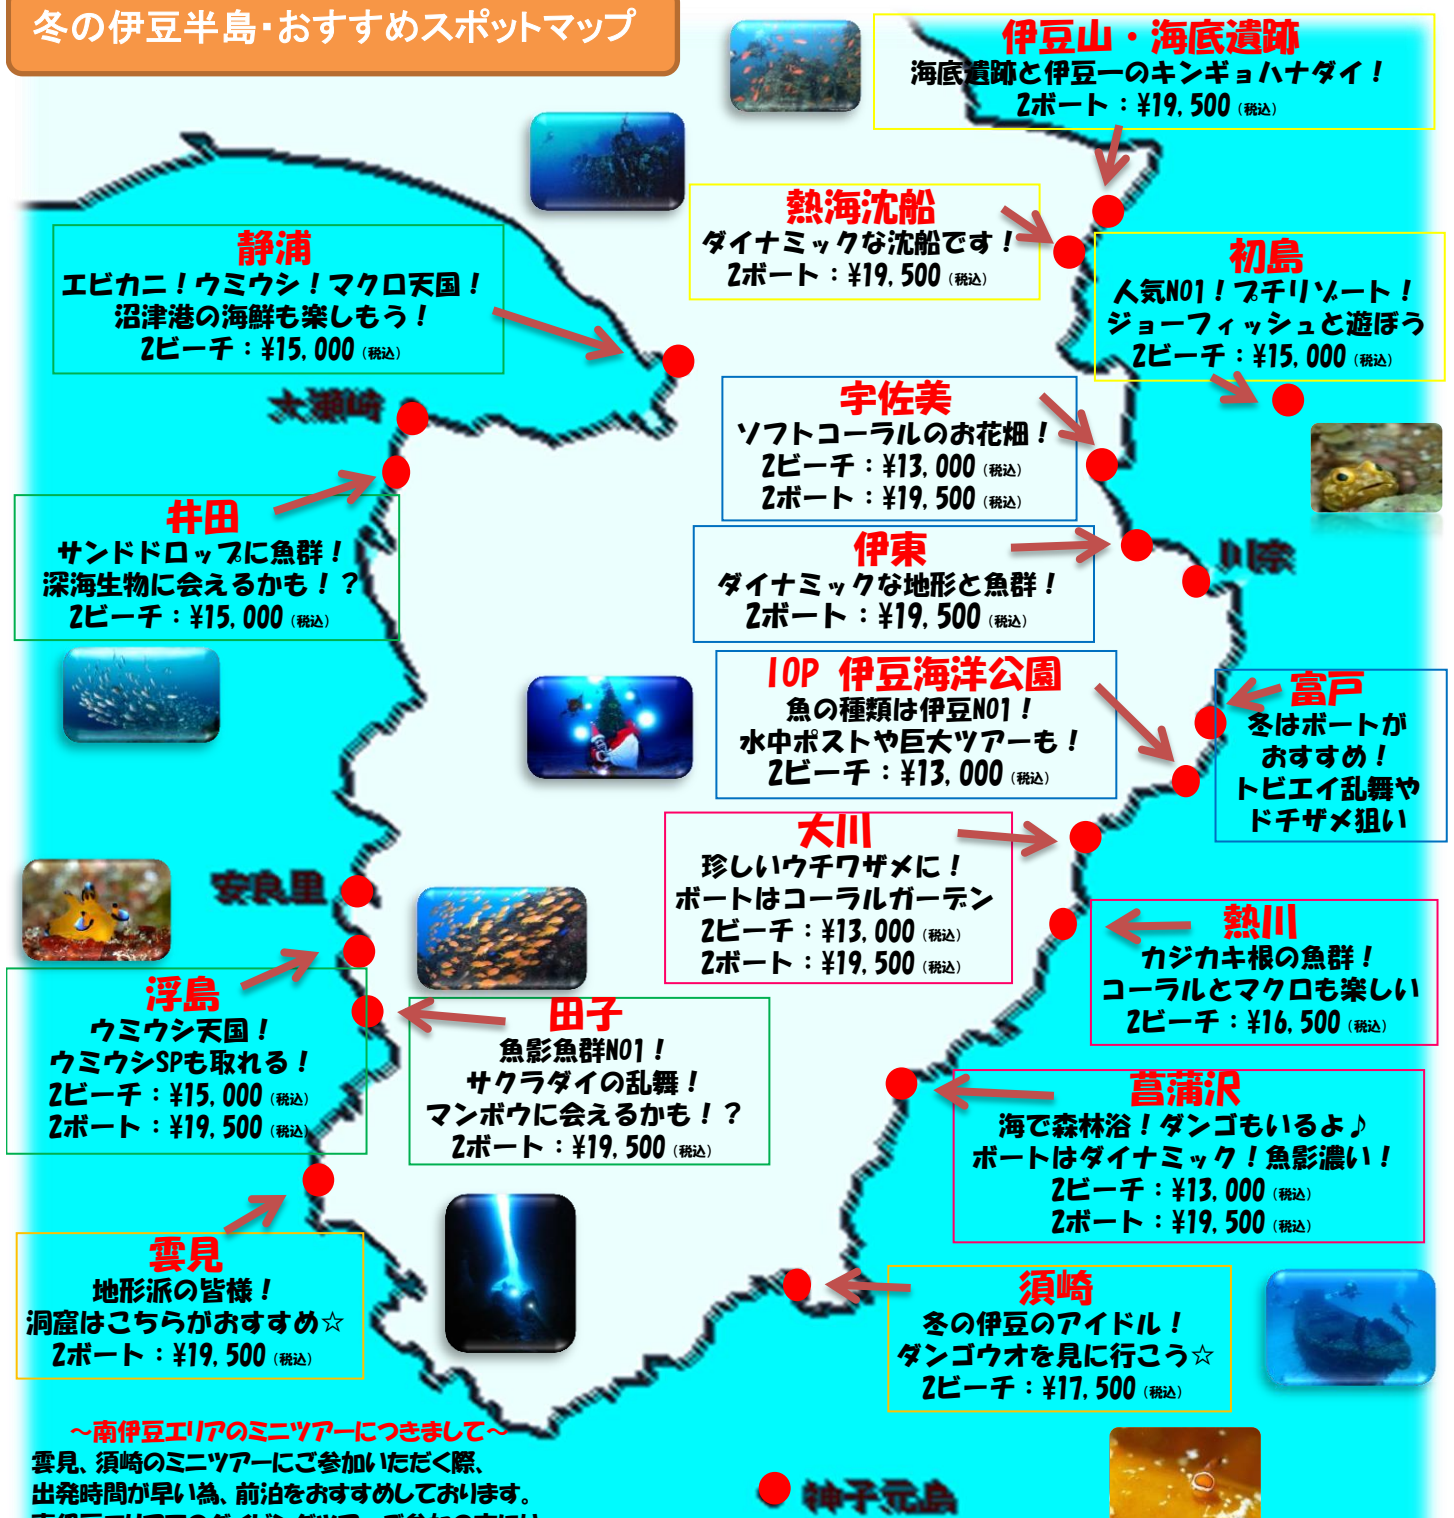 冬の伊豆半島・おすすめスポットマップ
伊豆山・海底遺跡
海底遺跡と伊豆一のキンギョハナダイ!
2ボート:¥19,500(税込)
熱海沈船
ダイナミックな沈船です!
2ボート:¥19,500(税込)
静浦
エビカニ!ウミウシ!マクロ天国!
沼津港の海鮮も楽しもう!
2ビーチ:¥15,000(税込)
初島
人気NO1!プチリゾート!
ジョーフィッシュと遊ぼう
2ビーチ:¥15,000(税込)
大瀬崎
宇佐美
ソフトコーラルのお花畑!
2ビーチ:¥13,000(税込)
2ボート:¥19,500(税込)
井田
サンドドロップに魚群!
深海生物に会えるかも!?
2ビーチ:¥15,000(税込)
伊東
ダイナミックな地形と魚群!
2ボート:¥19,500(税込)
川奈
IOP 伊豆海洋公園
魚の種類は伊豆NO1!
水中ポストや巨大ツアーも!
2ビーチ:¥13,000(税込)
富戸
冬はボートが
おすすめ!
トビエイ乱舞や
ドチザメ狙い
大川
珍しいウチワザメに!
ボートはコーラルガーデン
2ビーチ:¥13,000(税込)
2ボート:¥19,500(税込)
安良里
熱川
カジカキ根の魚群!
コーラルとマクロも楽しい
2ビーチ:¥16,500(税込)
浮島
ウミウシ天国!
ウミウシSPも取れる!
2ビーチ:¥15,000(税込)
2ボート:¥19,500(税込)
田子
魚影魚群NO1!
サクラダイの乱舞!
マンボウに会えるかも!?
2ボート:¥19,500(税込)
菖蒲沢
海で森林浴!ダンゴもいるよ♪
ボートはダイナミック!魚影濃い!
2ビーチ:¥13,000(税込)
2ボート:¥19,500(税込)
雲見
地形派の皆様!
洞窟はこちらがおすすめ☆
2ボート:¥19,500(税込)
須崎
冬の伊豆のアイドル!
ダンゴウオを見に行こう☆
2ビーチ:¥17,500(税込)
~南伊豆エリアのミニツアーにつきまして~
雲見、須崎のミニツアーにご参加いただく際、
出発時間が早い為、前泊をおすすめしております。
神子元島